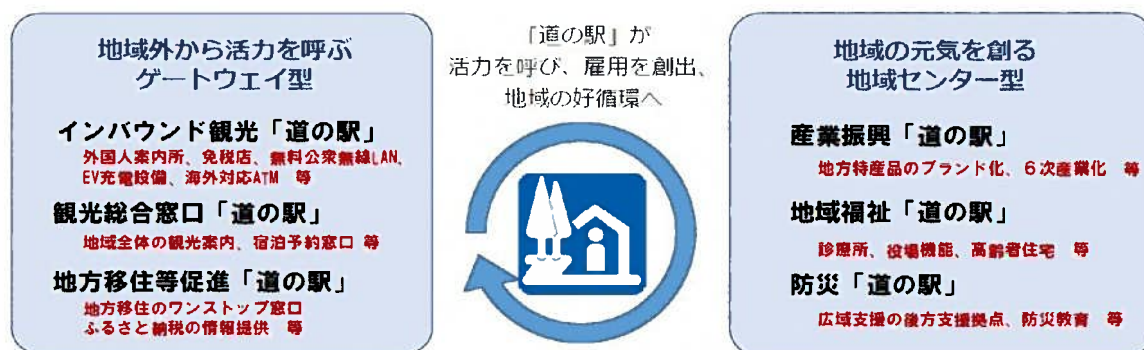 地域外から活力を呼ぶ
ゲートウェイ型
インバウンド観光「道の駅」
外国人案内所、免税店、無料公衆無線LAN、
EV充電設備、海外対応ATM 等
観光総合窓口「道の駅」
地域全体の観光案内、宿泊予約窓口 等
地方移住等促進「道の駅」
地方移住のワンストップ窓口
ふるさと納税の情報提供 等
「道の駅」が
活力を呼び、雇用を創出、
地域の好循環へ
地域の元気を創る
地域センター型
産業振興「道の駅」
地方特産品のブランド化、６次産業化 等
地域福祉「道の駅」
診療所、役場機能、高齢者住宅 等
防災「道の駅」
広域支援の後方支援拠点、防災教育 等